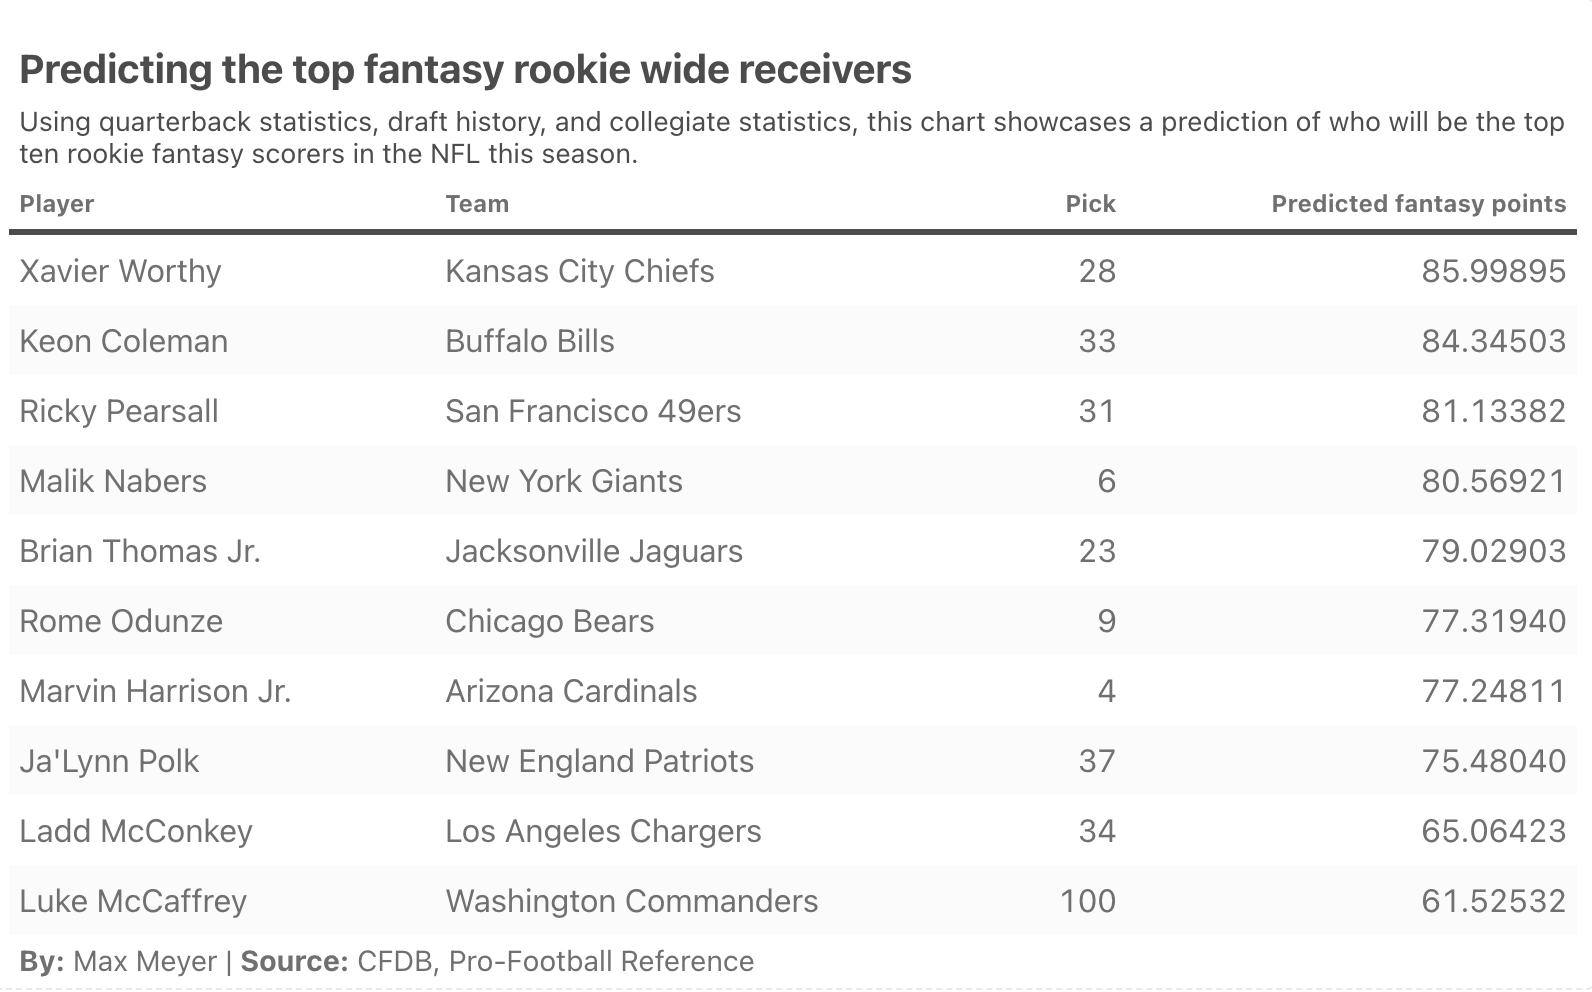 Predicting the top fantasy rookie wide receivers
Using quarterback statistics, draft history, and collegiate statistics, this chart showcases a prediction of who will be the top
ten rookie fantasy scorers in the NFL this season.
Player Team Pick Predicted fantasy points
Xavier Worthy Kansas City Chiefs 28 85.99895
Keon Coleman Buffalo Bills 33 84.34503
Ricky Pearsall San Francisco 49ers 31 81.13382
Malik Nabers New York Giants 6 80.56921
Brian Thomas Jr. Jacksonville Jaguars 23 79.02903
Rome Odunze Chicago Bears 9 77.31940
Marvin Harrison Jr. Arizona Cardinals 4 77.24811
Ja'Lynn Polk New England Patriots 37 75.48040
Ladd McConkey Los Angeles Chargers 34 65.06423
Luke McCaffrey Washington Commanders 100 61.52532
By: Max Meyer | Source: CFDB, Pro-Football Reference